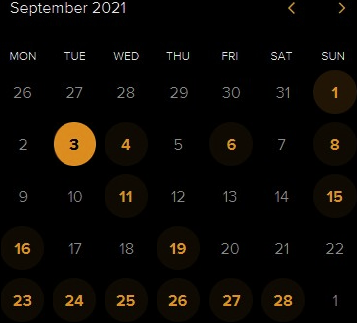 September 2021
MON TUE WED THU FRI SAT SUN
26 27 28 29 30 31 1
2 3 4 5 6 7 8
9 10 11 12 13 14 15
16 17 18 19 20 21 22
23 24 25 26 27 28 1